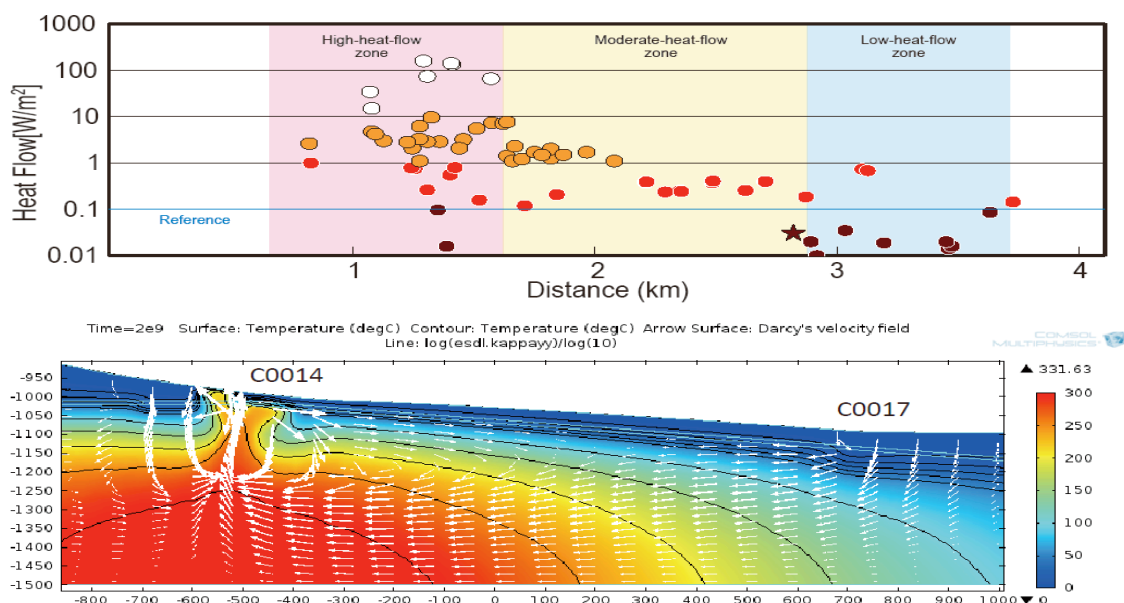 1000
100
10
1
0.1
0.01
Heat Flow[W/m²]
High-heat-flow
zone
Moderate-heat-flow
zone
Low-heat-flow
zone
Reference
1
2
3
4
Distance (km)
Time=2e9 Surface: Temperature (degC) Contour: Temperature (degC) Arrow Surface: Darcy's velocity field
Line: log(esdl.kappayy)/log(10)
COMSOL
MULTIPHYSICS
C0014
C0017
-950
-1000
-1050
-1100
-1150
-1200
-1250
-1300
-1350
-1400
-1450
-1500
-800 -700 -600 -500 -400 -300 -200 -100 0 100 200 300 400 500 600 700 800 900 1000
▲ 331.63
300
250
200
150
100
50
0
▼ 0